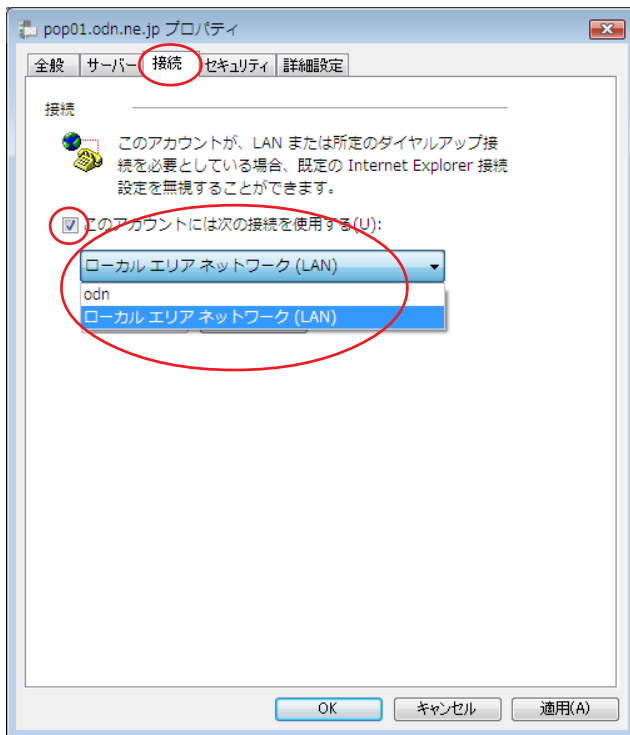 pop01.odn.ne.jp プロパティ
全般 サーバー 接続 セキュリティ 詳細設定
接続
このアカウントが、LAN または所定のダイヤルアップ接
続を必要としている場合、既定の Internet Explorer 接続
設定を無視することができます。
このアカウントには次の接続を使用する(U):
ローカル エリア ネットワーク (LAN)
odn
ローカル エリア ネットワーク (LAN)
OK キャンセル 適用(A)